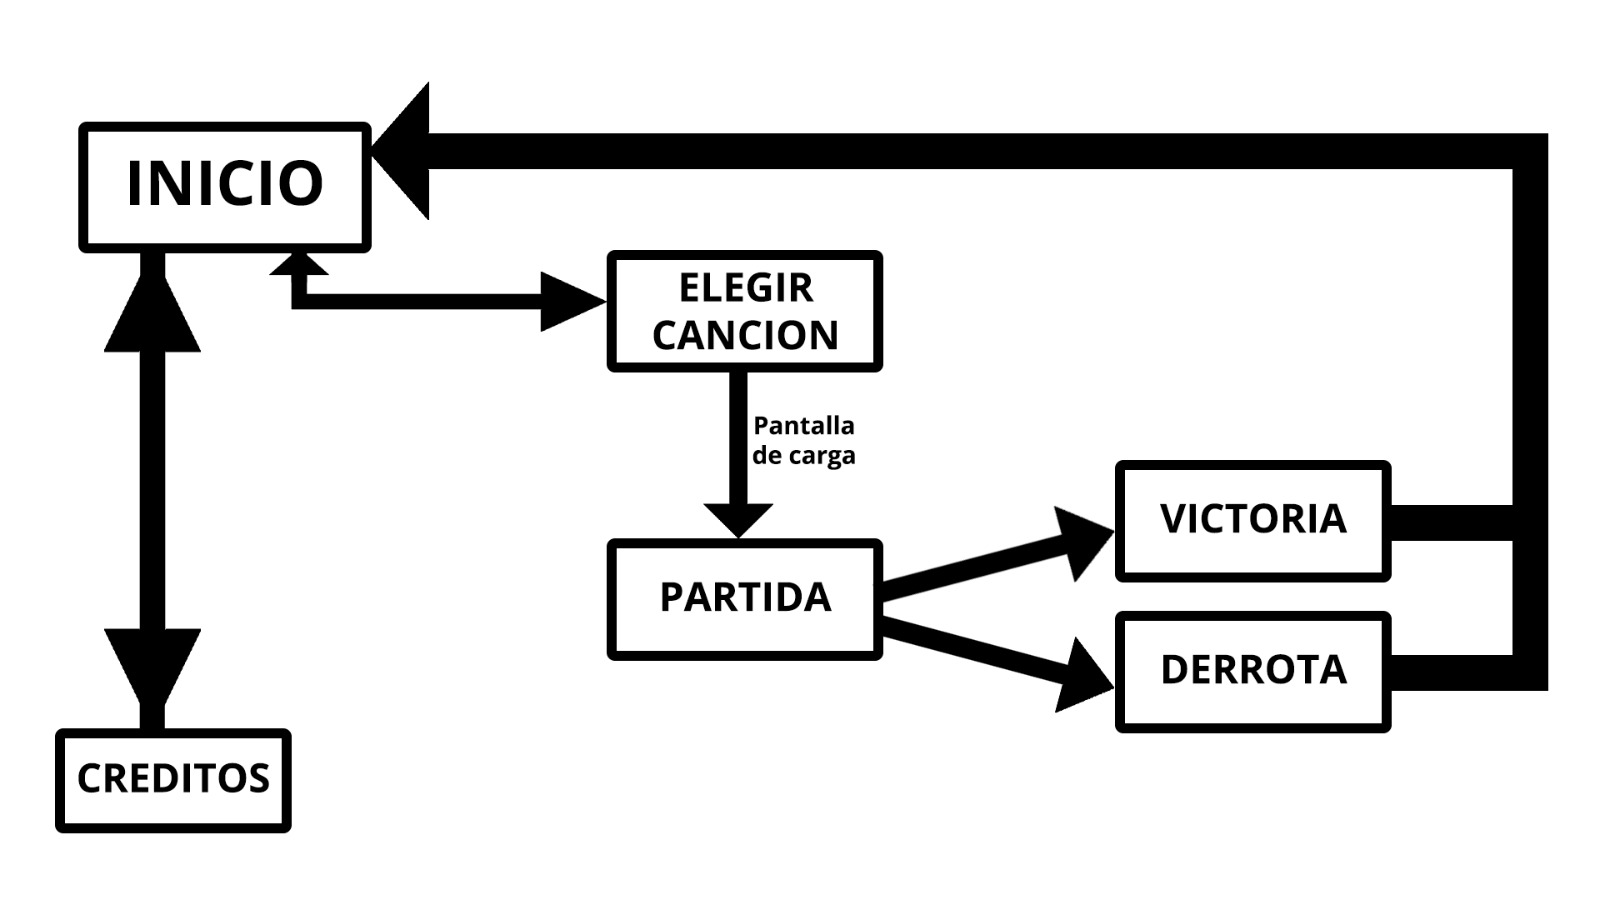 INICIO
ELEGIR
CANCION
Pantalla
de carga
PARTIDA
VICTORIA
DERROTA
CREDITOS